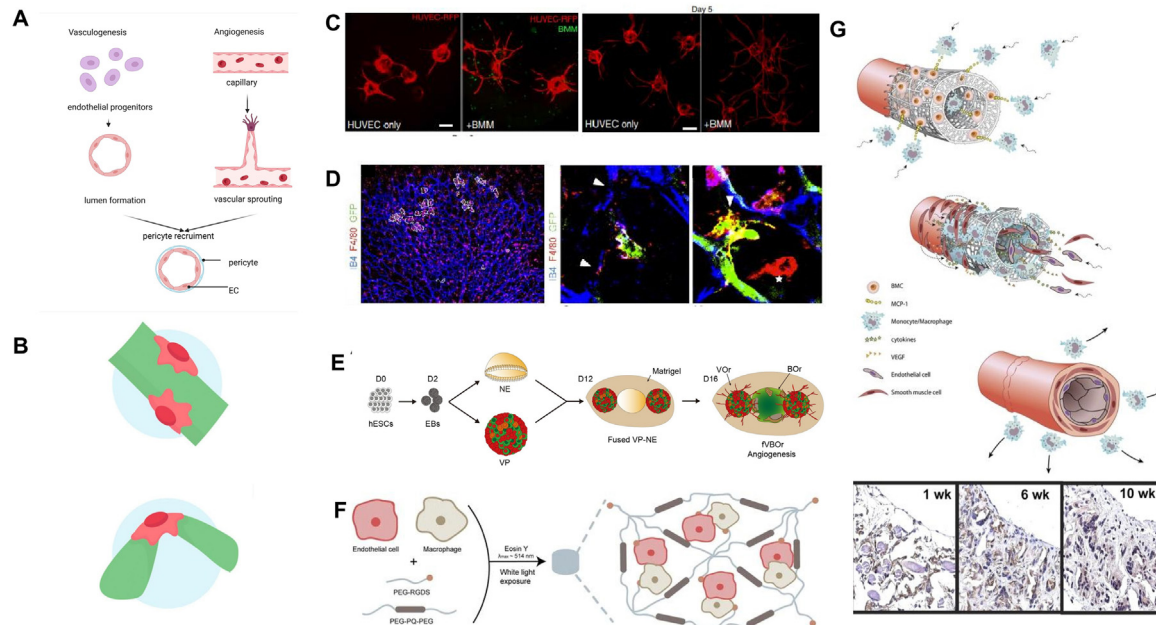 A
Vasculogenesis
Angiogenesis
endothelial progenitors
capillary
lumen formation
vascular sprouting
pericyte recruiment
pericyte
EC
B
C
HUVEC-RFP
HUVEC-RFP
BMM
Day 5
HUVEC only
+BMM
HUVEC only
+BMM
D
IB4 F4/80 GFP
IB4 F4/80 GFP
E
D0
D2
NE
D12
Matrigel
D16
VOr
BOr
hESCs
EBs
VP
Fused VP-NE
fVBOr
Angiogenesis
F
Endothelial cell
Macrophage
+
PEG-RGDS
PEG-PQ-PEG
Eosin Y
λmax ~ 514 nm
White light
exposure
G
BMC
MCP-1
Monocyte/Macrophage
cytokines
VEGF
Endothelial cell
Smooth muscle cell
1 wk
6 wk
10 wk